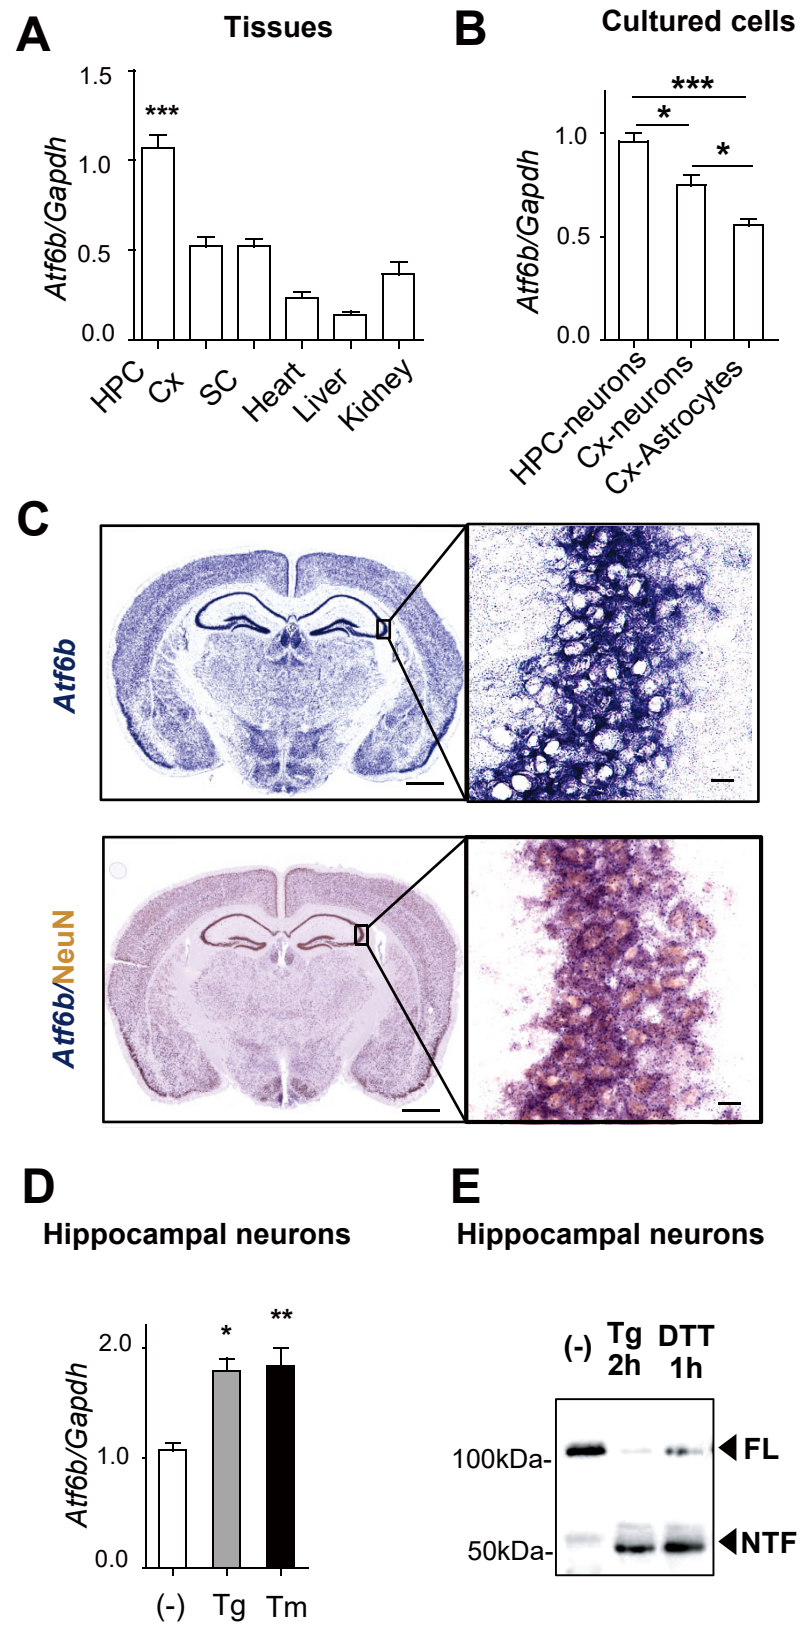 A
Tissues
***
Atf6b/Gapdh
1.5
1.0
0.5
0.0
HPC
Cx
SC
Heart
Liver
Kidney
B
Cultured cells
***
*
*
Atf6b/Gapdh
1.0
0.5
0.0
HPC-neurons
Cx-neurons
Cx-Astrocytes
C
Atf6b
Atf6b/NeuN
D
Hippocampal neurons
*
**
Atf6b/Gapdh
2.0
1.0
0.0
(-)
Tg
Tm
E
Hippocampal neurons
(-)
Tg
2h
DTT
1h
100kDa-
FL
50kDa-
NTF